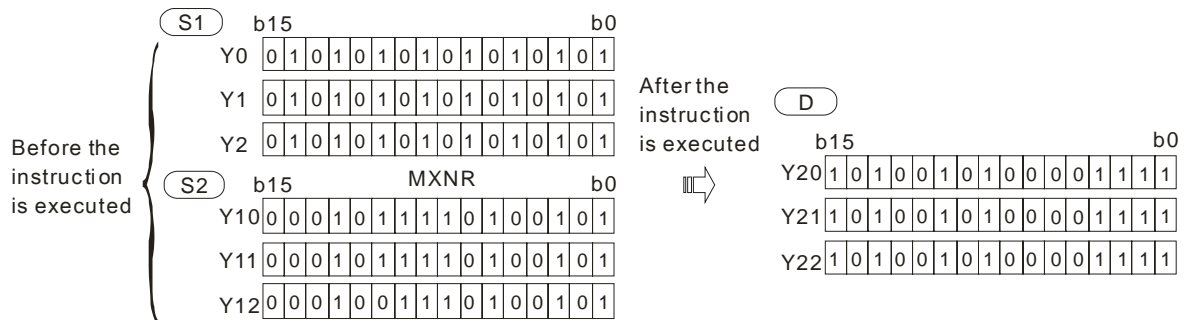 S1 b15 b0
Y0 0 1 0 1 0 1 0 1 0 1 0 1 0 1 0 1
Y1 0 1 0 1 0 1 0 1 0 1 0 1 0 1 0 1
Y2 0 1 0 1 0 1 0 1 0 1 0 1 0 1 0 1
Before the
instruction
is executed
S2 b15 MXNR b0
Y10 0 0 0 1 0 1 1 1 1 0 1 0 0 1 0 1
Y11 0 0 0 1 0 1 1 1 1 0 1 0 0 1 0 1
Y12 0 0 0 1 0 0 1 1 1 0 1 0 0 1 0 1
After the
instruction
is executed
D
b15 b0
Y20 1 0 1 0 0 1 0 1 0 0 0 0 1 1 1 1
Y21 1 0 1 0 0 1 0 1 0 0 0 0 1 1 1 1
Y22 1 0 1 0 0 1 0 1 0 0 0 0 1 1 1 1